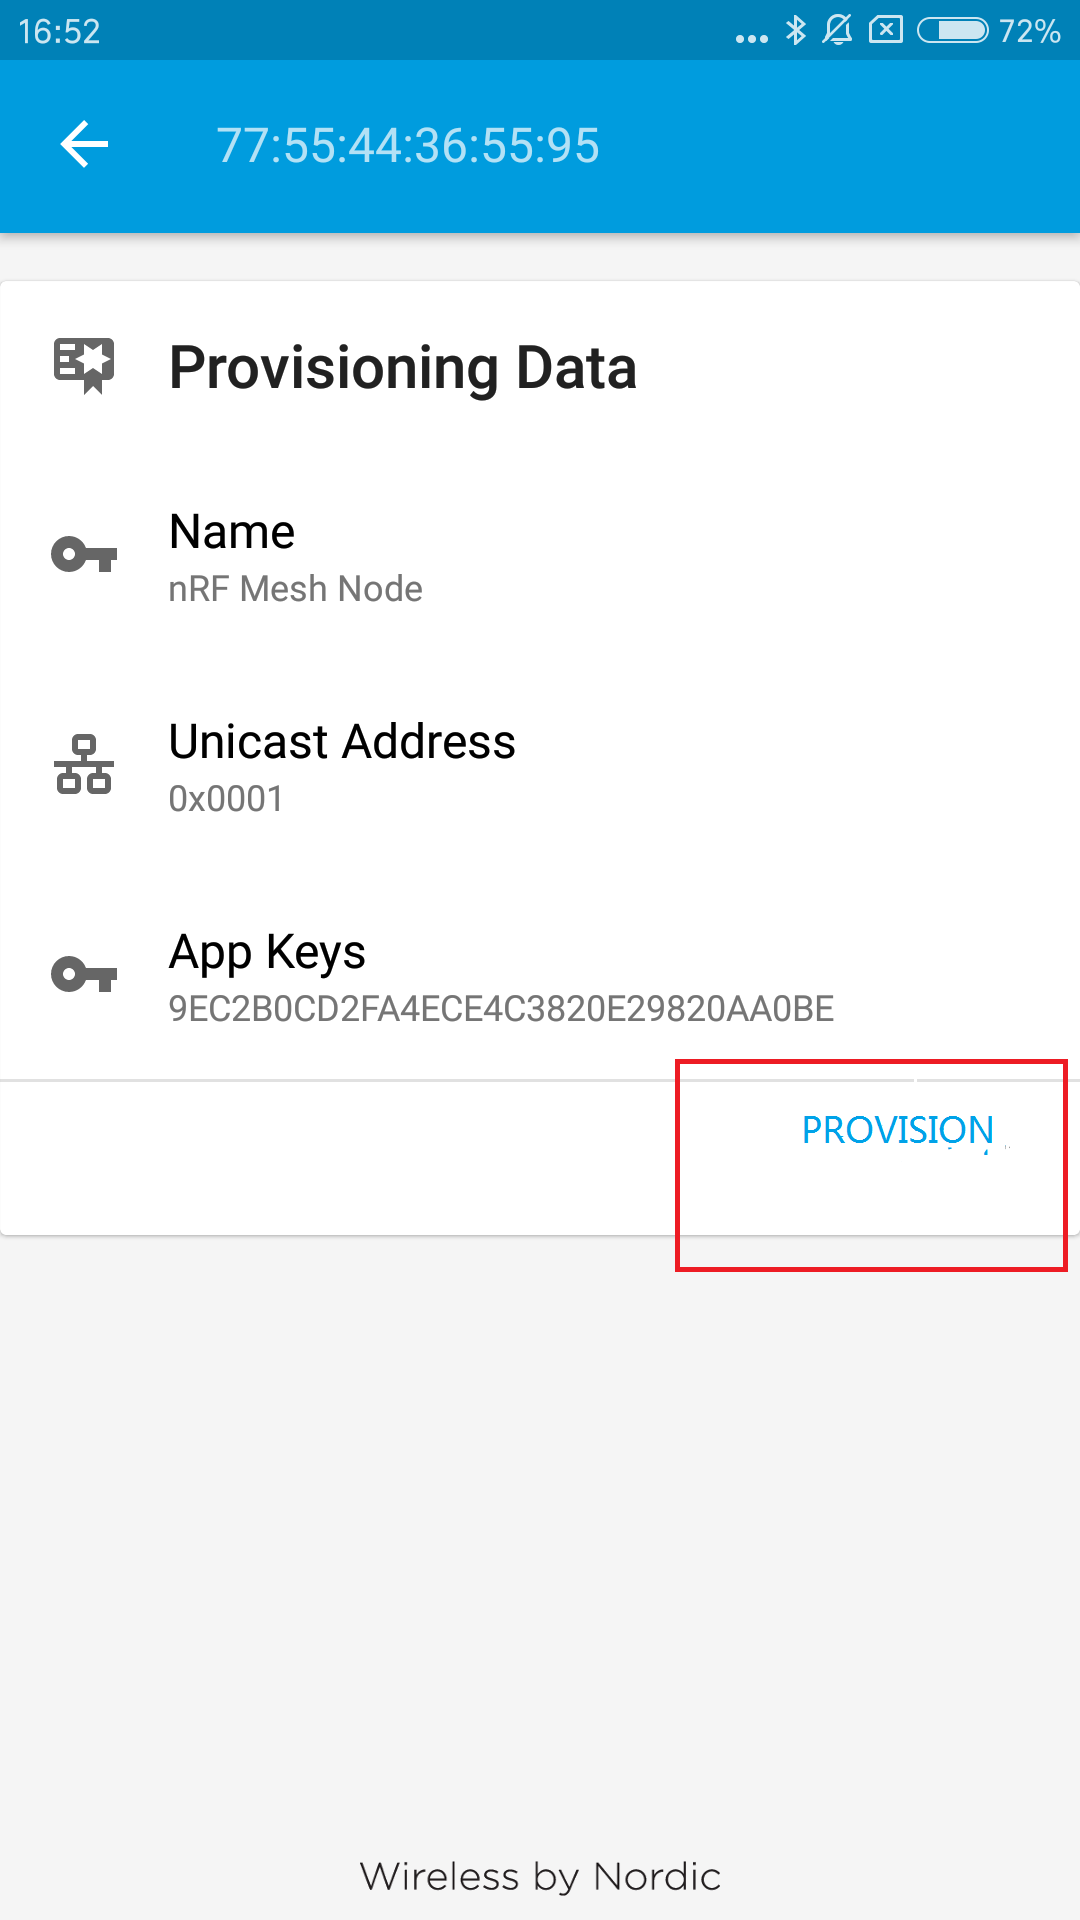 16:52 72%
77:55:44:36:55:95
Provisioning Data
Name
nRF Mesh Node
Unicast Address
0x0001
App Keys
9EC2B0CD2FA4ECE4C3820E29820AA0BE
PROVISION
Wireless by Nordic